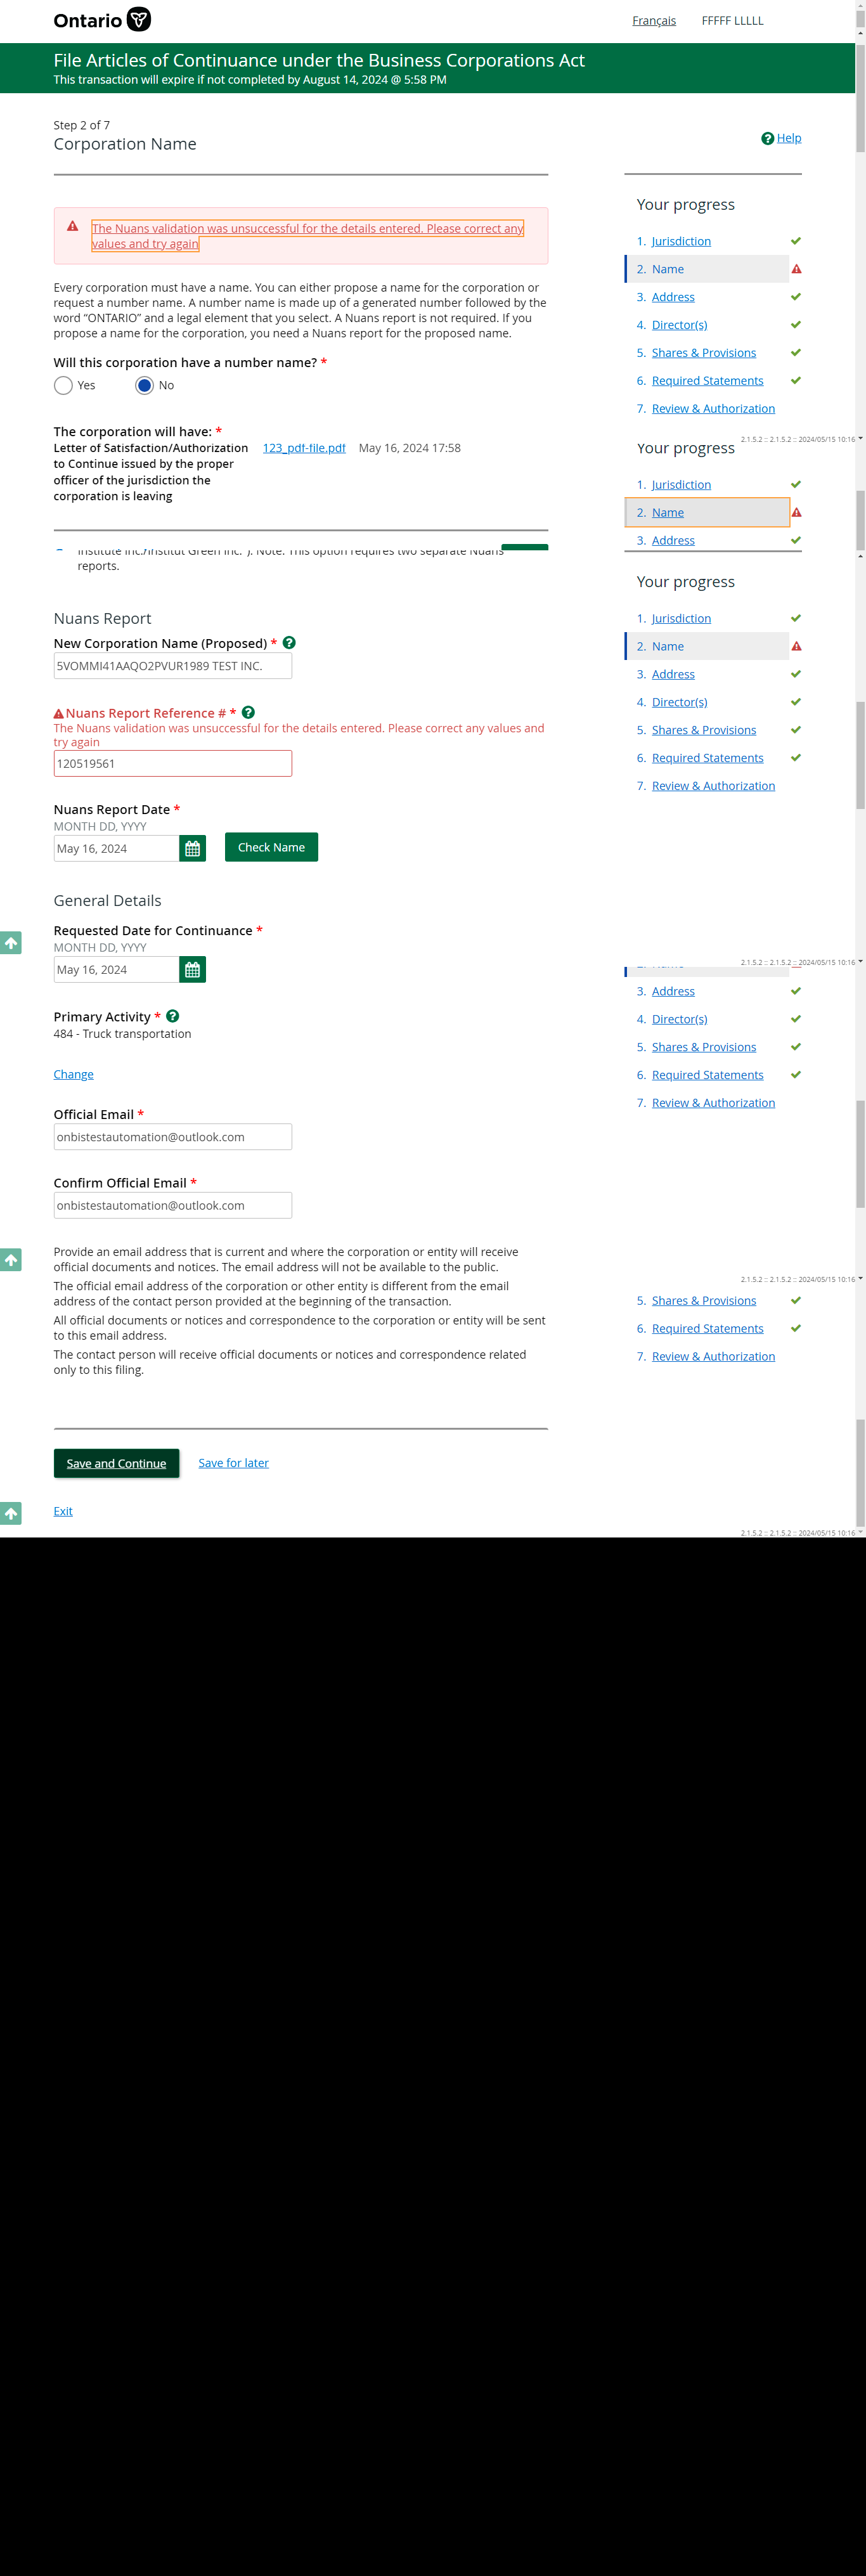 Ontario
Français FFFFF LLLLL
File Articles of Continuance under the Business Corporations Act
This transaction will expire if not completed by August 14, 2024 @ 5:58 PM
Step 2 of 7
Corporation Name
Help
The Nuans validation was unsuccessful for the details entered. Please correct any
values and try again
Every corporation must have a name. You can either propose a name for the corporation or
request a number name. A number name is made up of a generated number followed by the
word “ONTARIO” and a legal element that you select. A Nuans report is not required. If you
propose a name for the corporation, you need a Nuans report for the proposed name.
Will this corporation have a number name? *
Yes No
The corporation will have: *
Letter of Satisfaction/Authorization
to Continue issued by the proper
officer of the jurisdiction the
corporation is leaving
123_pdf-file.pdf May 16, 2024 17:58
Your progress
1. Jurisdiction
2. Name
3. Address
4. Director(s)
5. Shares & Provisions
6. Required Statements
7. Review & Authorization
2.1.5.2 :: 2.1.5.2 :: 2024/05/15 10:16
Your progress
1. Jurisdiction
2. Name
3. Address
Institute Inc./Institut Green Inc."). Note: This option requires two separate Nuans
reports.
Nuans Report
New Corporation Name (Proposed) *
5VOMMI41AAQO2PVUR1989 TEST INC.
Nuans Report Reference # *
The Nuans validation was unsuccessful for the details entered. Please correct any values and
try again
120519561
Nuans Report Date *
MONTH DD, YYYY
May 16, 2024
Check Name
General Details
Requested Date for Continuance *
MONTH DD, YYYY
May 16, 2024
Your progress
1. Jurisdiction
2. Name
3. Address
4. Director(s)
5. Shares & Provisions
6. Required Statements
7. Review & Authorization
2.1.5.2 :: 2.1.5.2 :: 2024/05/15 10:16
Primary Activity *
484 - Truck transportation
Change
Official Email *
onbistestautomation@outlook.com
Confirm Official Email *
onbistestautomation@outlook.com
Provide an email address that is current and where the corporation or entity will receive
official documents and notices. The email address will not be available to the public.
2. Name
3. Address
4. Director(s)
5. Shares & Provisions
6. Required Statements
7. Review & Authorization
2.1.5.2 :: 2.1.5.2 :: 2024/05/15 10:16
The official email address of the corporation or other entity is different from the email
address of the contact person provided at the beginning of the transaction.
All official documents or notices and correspondence to the corporation or entity will be sent
to this email address.
The contact person will receive official documents or notices and correspondence related
only to this filing.
5. Shares & Provisions
6. Required Statements
7. Review & Authorization
Save and Continue Save for later
Exit
2.1.5.2 :: 2.1.5.2 :: 2024/05/15 10:16